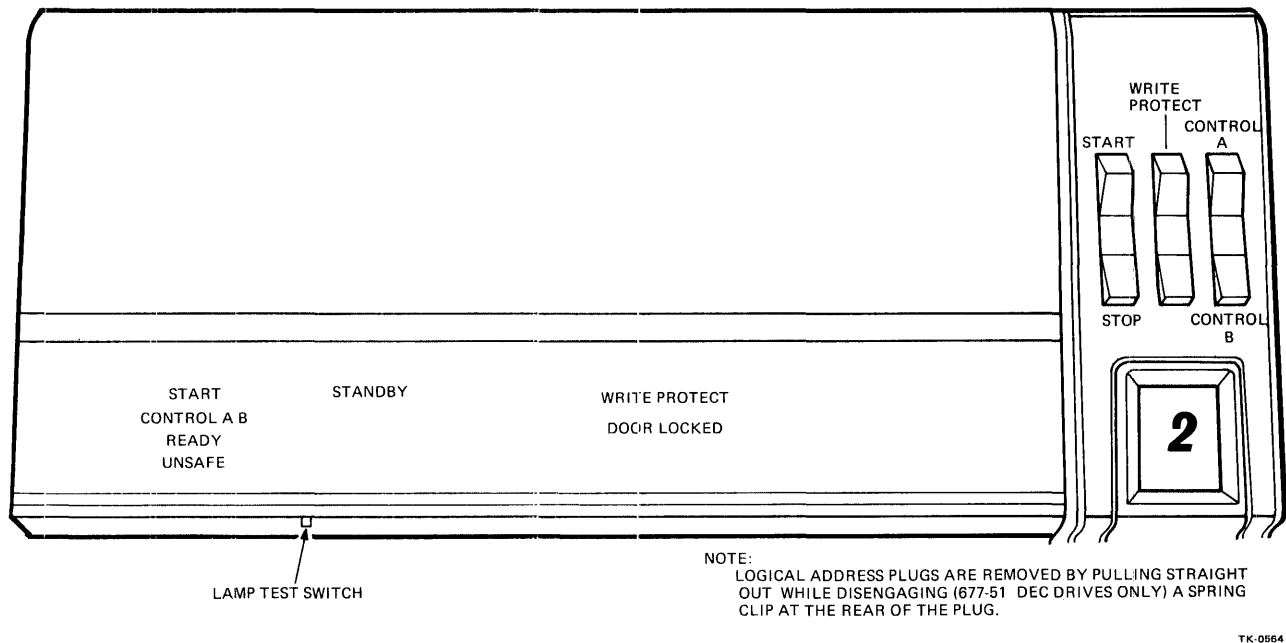 WRITE
PROTECT
START
CONTROL
A
STOP
CONTROL
B
START
STANDBY
WRITE PROTECT
CONTROL A B
DOOR LOCKED
READY
UNSAFE
2
LAMP TEST SWITCH
NOTE:
LOGICAL ADDRESS PLUGS ARE REMOVED BY PULLING STRAIGHT
OUT WHILE DISENGAGING (677-51 DEC DRIVES ONLY) A SPRING
CLIP AT THE REAR OF THE PLUG.
TK-0564